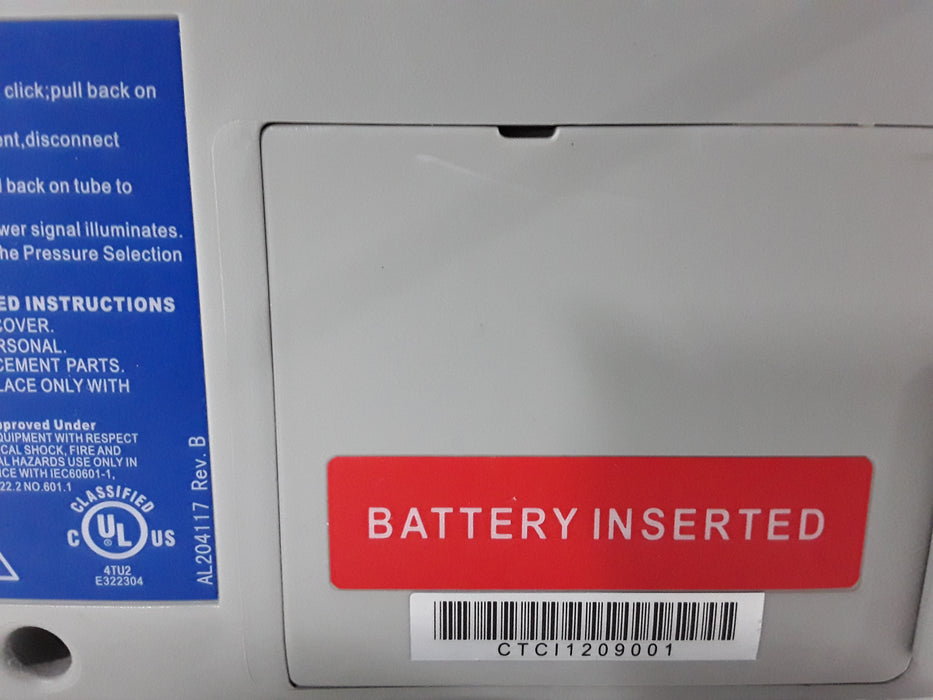 click;pull back on
ent,disconnect
back on tube to
wer signal illuminates.
he Pressure Selection
ED INSTRUCTIONS
COVER.
RSONAL.
CEMENT PARTS.
LACE ONLY WITH
pproved Under
QUIPMENT WITH RESPECT
CAL SHOCK, FIRE AND
AL HAZARDS USE ONLY IN
NCE WITH IEC60601-1,
22.2 NO.601.1
CLASSIFIED
C UL® US
4TU2
E322304
AL204117 Rev. B
BATTERY INSERTED
CTCI1209001